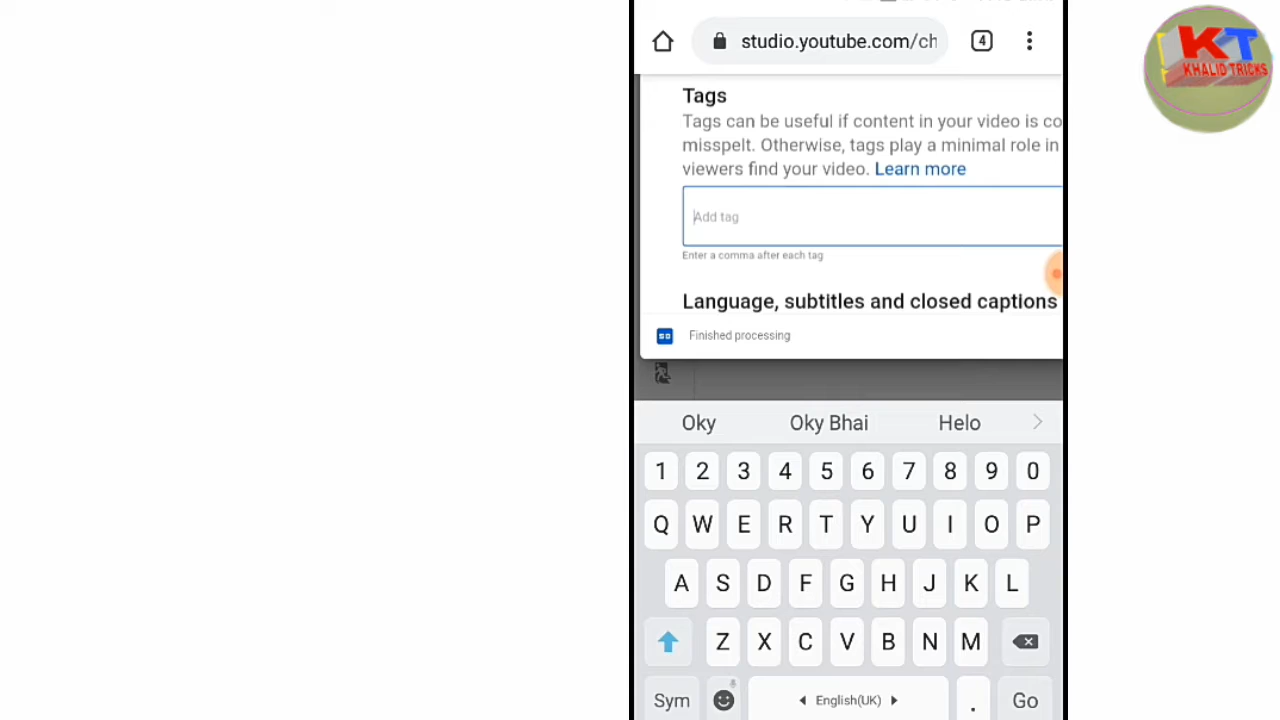 studio.youtube.com/ch
4
KT
KHALID TRICKS
Tags
Tags can be useful if content in your video is co
misspelt. Otherwise, tags play a minimal role in
viewers find your video. Learn more
Add tag
Enter a comma after each tag
Language, subtitles and closed captions
SD Finished processing
Oky Oky Bhai Helo
1 2 3 4 5 6 7 8 9 0
Q W E R T Y U I O P
A S D F G H J K L
Z X C V B N M
Sym English(UK) . Go